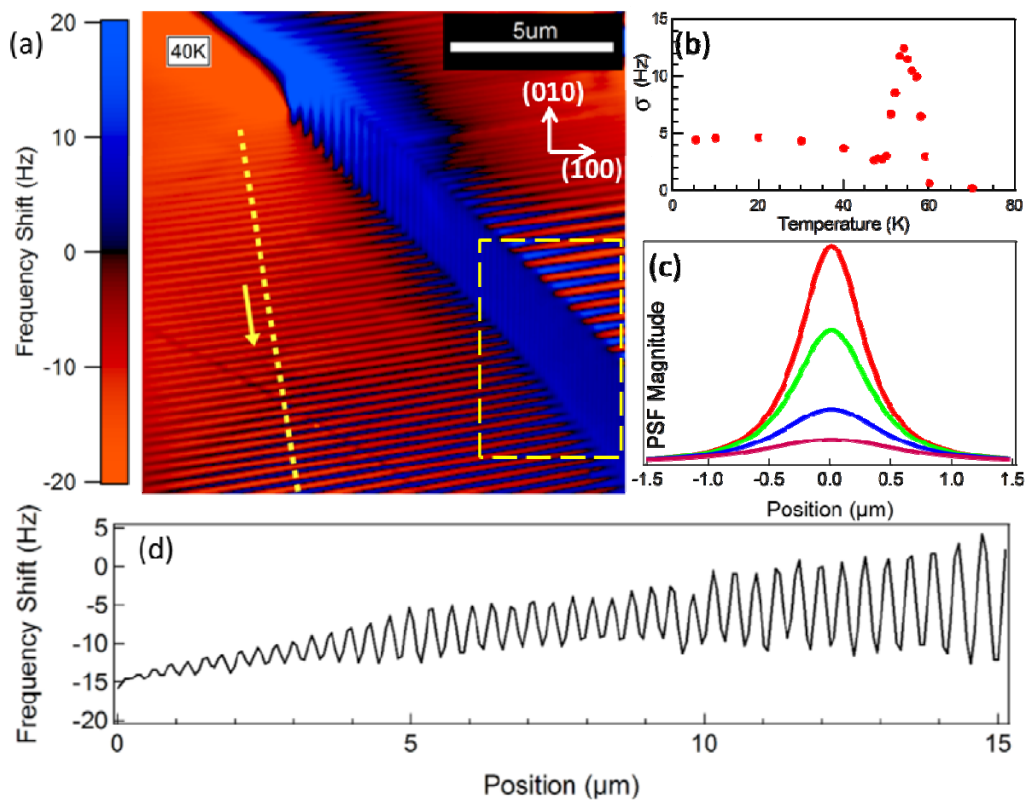 (a)
20
10
0
-10
-20
Frequency Shift (Hz)
40K
5um
(010)
(100)
(b)
σ (Hz)
15
10
5
0
0 20 40 60 80
Temperature (K)
(c)
PSF Magnitude
-1.5 -1.0 -0.5 0.0 0.5 1.0 1.5
Position (µm)
(d)
Frequency Shift (Hz)
5
0
-5
-10
-15
-20
0 5 10 15
Position (µm)